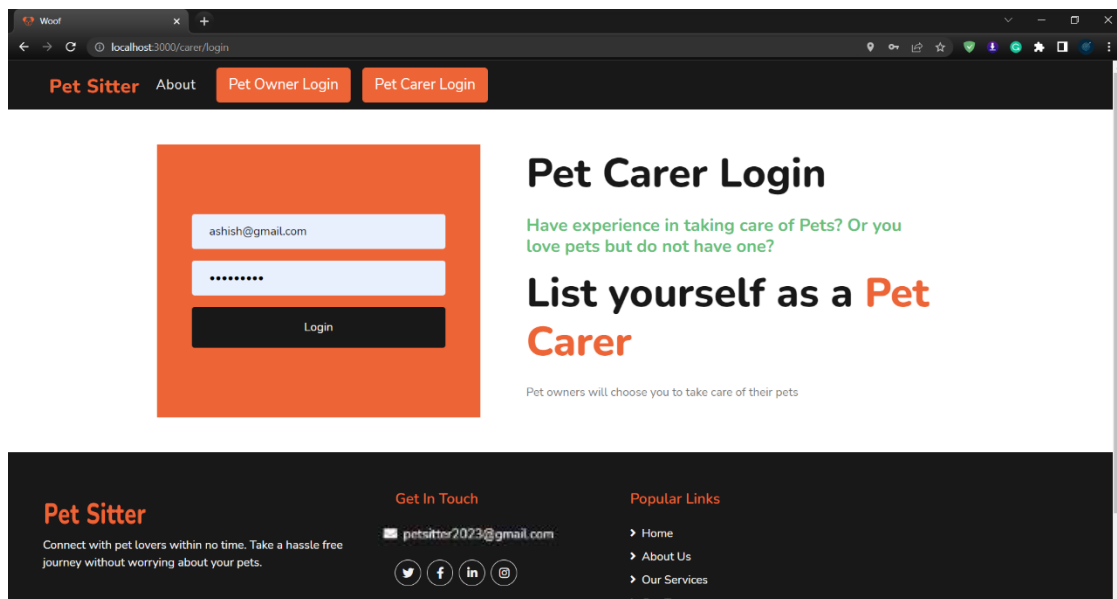 Woof
localhost:3000/carer/login
Pet Sitter About Pet Owner Login Pet Carer Login
ashish@gmail.com
•••••••••
Login
Pet Carer Login
Have experience in taking care of Pets? Or you
love pets but do not have one?
List yourself as a Pet
Carer
Pet owners will choose you to take care of their pets
Pet Sitter
Connect with pet lovers within no time. Take a hassle free
journey without worrying about your pets.
Get In Touch
petsitter2023@gmail.com
Popular Links
Home
About Us
Our Services